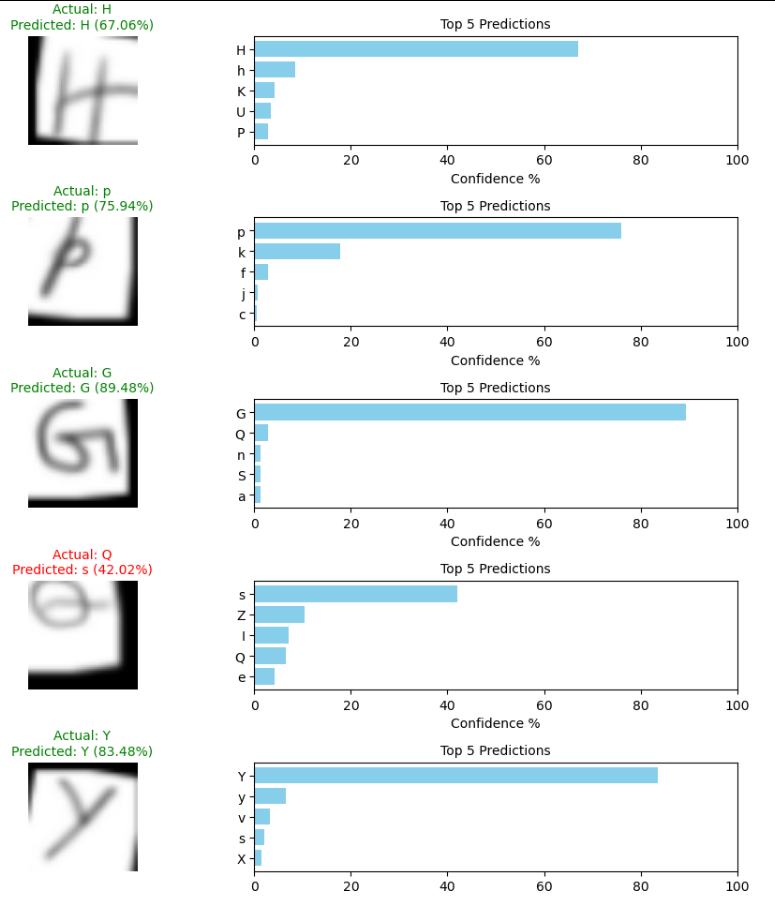 Actual: H
Predicted: H (67.06%)
H
Top 5 Predictions
H
h
K
U
P
0 20 40 60 80 100
Confidence %
Actual: p
Predicted: p (75.94%)
p
Top 5 Predictions
p
k
f
j
c
0 20 40 60 80 100
Confidence %
Actual: G
Predicted: G (89.48%)
G
Top 5 Predictions
G
Q
n
S
a
0 20 40 60 80 100
Confidence %
Actual: Q
Predicted: s (42.02%)
Q
Top 5 Predictions
s
Z
I
Q
e
0 20 40 60 80 100
Confidence %
Actual: Y
Predicted: Y (83.48%)
Y
Top 5 Predictions
Y
y
v
s
X
0 20 40 60 80 100